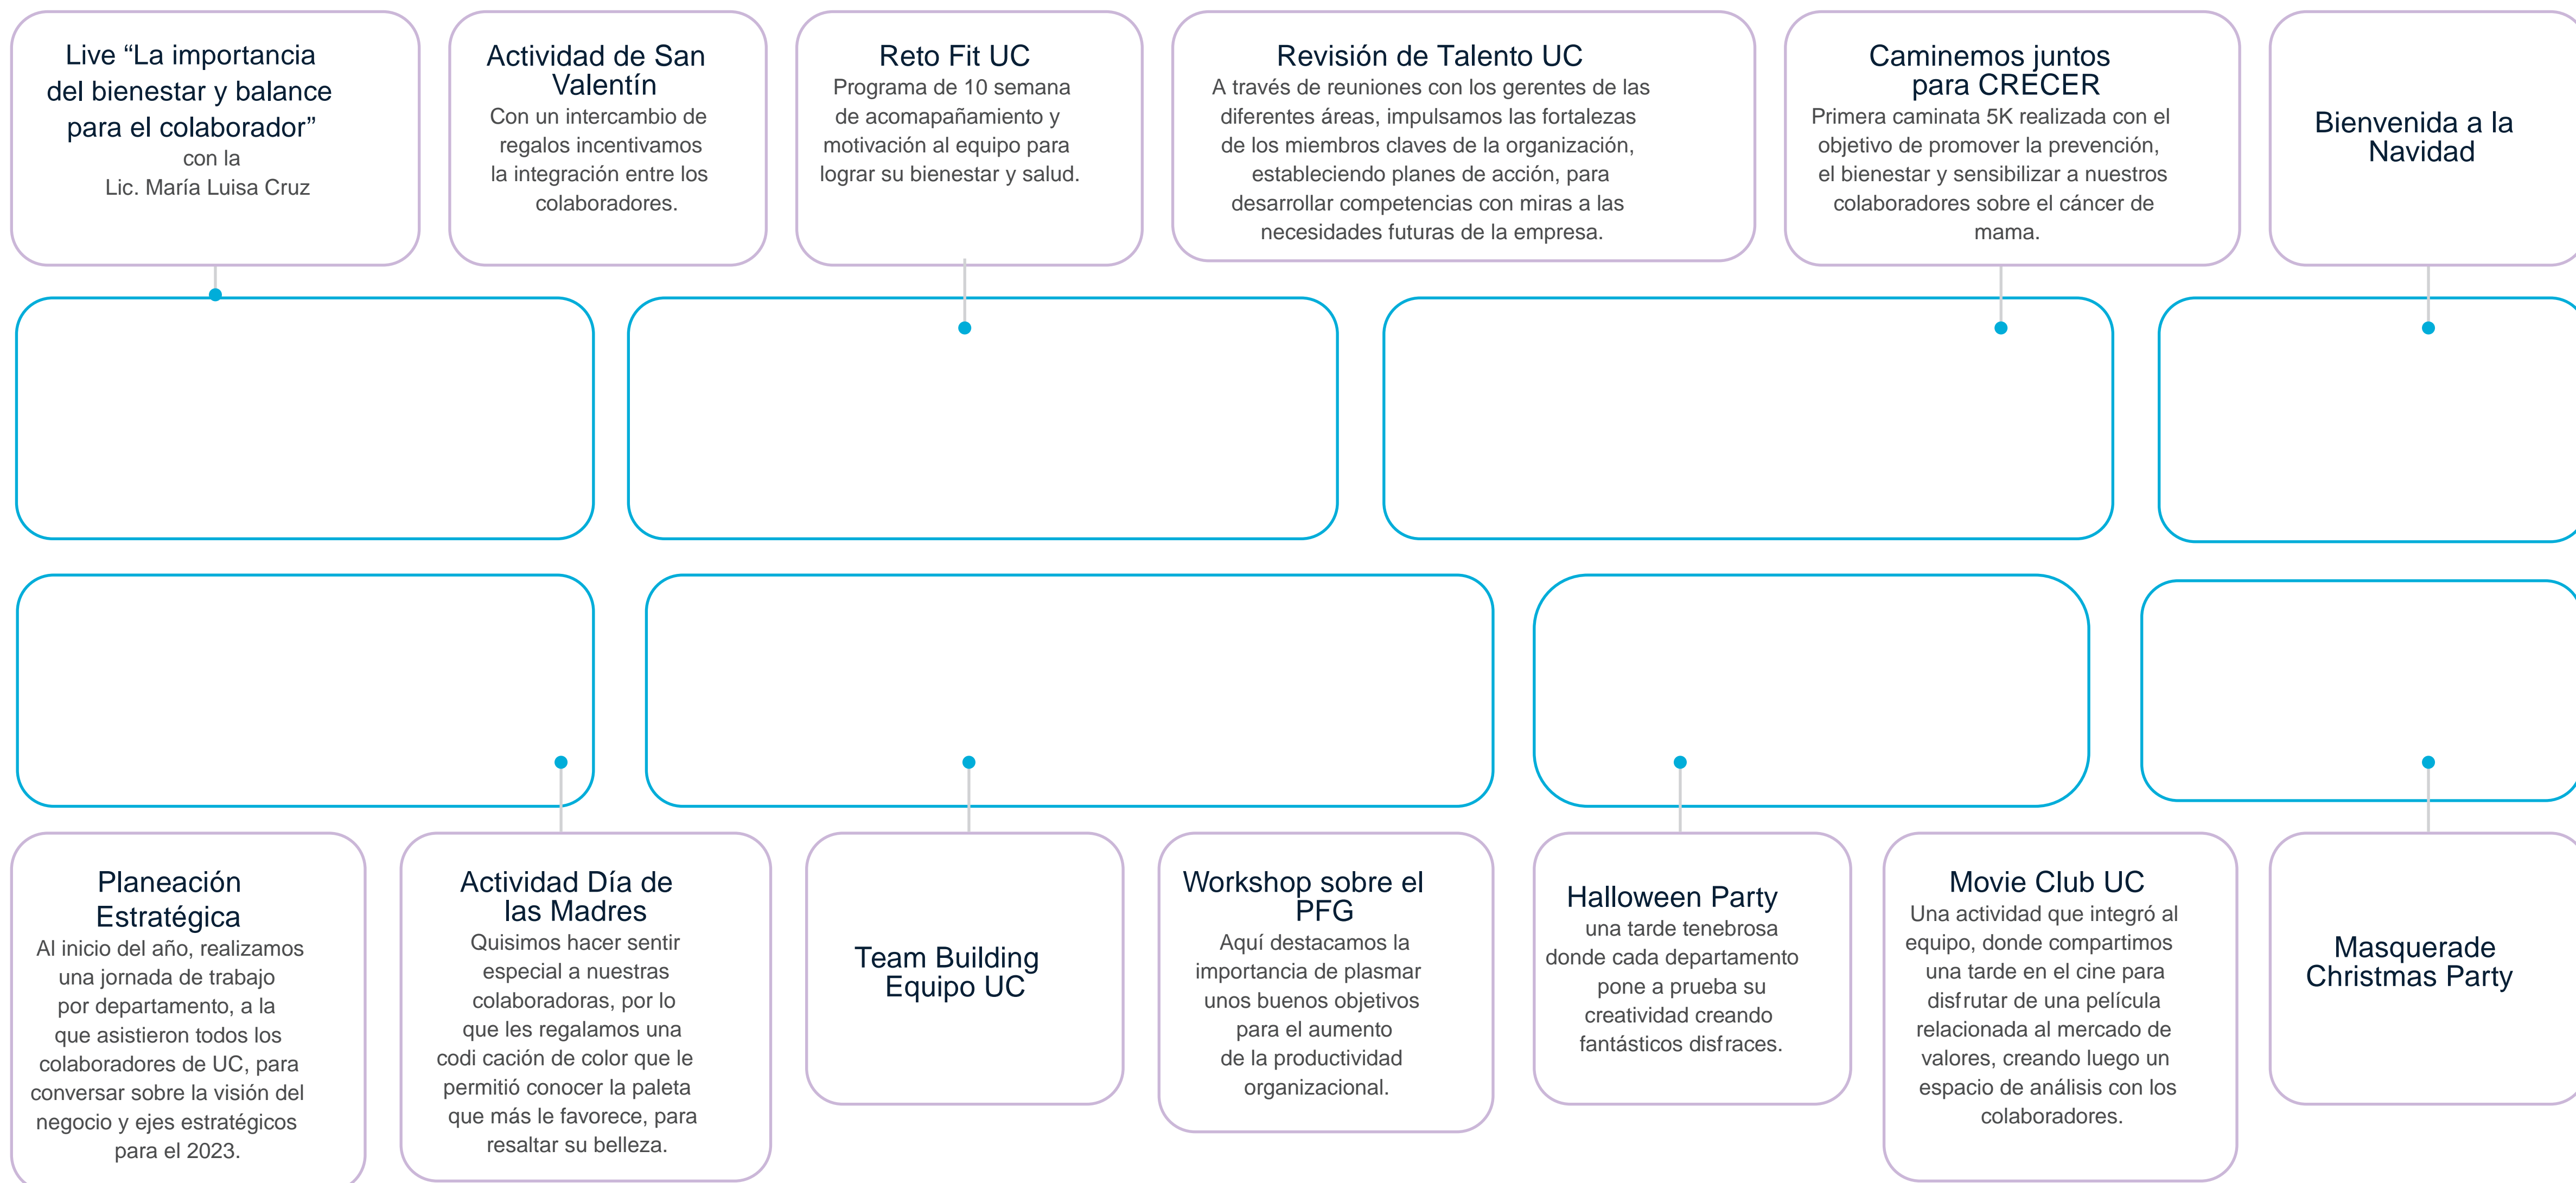 Live “La importancia
del bienestar y balance
para el colaborador”
con la
Lic. María Luisa Cruz
Actividad de San
Valentín
Con un intercambio de
regalos incentivamos
la integración entre los
colaboradores.
Reto Fit UC
Programa de 10 semana
de acomapañamiento y
motivación al equipo para
lograr su bienestar y salud.
Revisión de Talento UC
A través de reuniones con los gerentes de las
diferentes áreas, impulsamos las fortalezas
de los miembros claves de la organización,
estableciendo planes de acción, para
desarrollar competencias con miras a las
necesidades futuras de la empresa.
Caminemos juntos
para CRECER
Primera caminata 5K realizada con el
objetivo de promover la prevención,
el bienestar y sensibilizar a nuestros
colaboradores sobre el cáncer de
mama.
Bienvenida a la
Navidad
Planeación
Estratégica
Al inicio del año, realizamos
una jornada de trabajo
por departamento, a la
que asistieron todos los
colaboradores de UC, para
conversar sobre la visión del
negocio y ejes estratégicos
para el 2023.
Actividad Día de
las Madres
Quisimos hacer sentir
especial a nuestras
colaboradoras, por lo
que les regalamos una
codi cación de color que le
permitió conocer la paleta
que más le favorece, para
resaltar su belleza.
Team Building
Equipo UC
Workshop sobre el
PFG
Aquí destacamos la
importancia de plasmar
unos buenos objetivos
para el aumento
de la productividad
organizacional.
Halloween Party
una tarde tenebrosa
donde cada departamento
pone a prueba su
creatividad creando
fantásticos disfraces.
Movie Club UC
Una actividad que integró al
equipo, donde compartimos
una tarde en el cine para
disfrutar de una película
relacionada al mercado de
valores, creando luego un
espacio de análisis con los
colaboradores.
Masquerade
Christmas Party